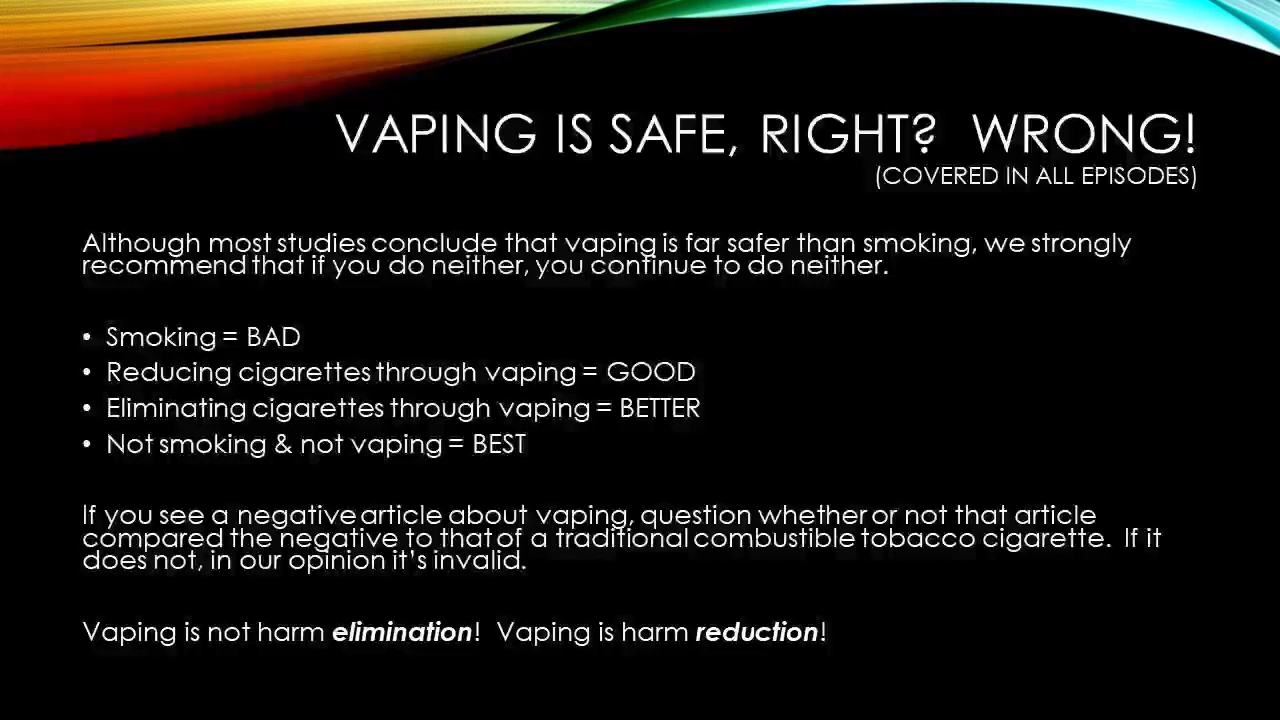 VAPING IS SAFE, RIGHT?  WRONG!
(COVERED IN ALL EPISODES)
Although most studies conclude that vaping is far safer than smoking, we strongly
recommend that if you do neither, you continue to do neither.
• Smoking = BAD
• Reducing cigarettes through vaping = GOOD
• Eliminating cigarettes through vaping = BETTER
• Not smoking & not vaping = BEST
If you see a negative article about vaping, question whether or not that article
compared the negative to that of a traditional combustible tobacco cigarette.  If it
does not, in our opinion it's invalid.
Vaping is not harm elimination!  Vaping is harm reduction!